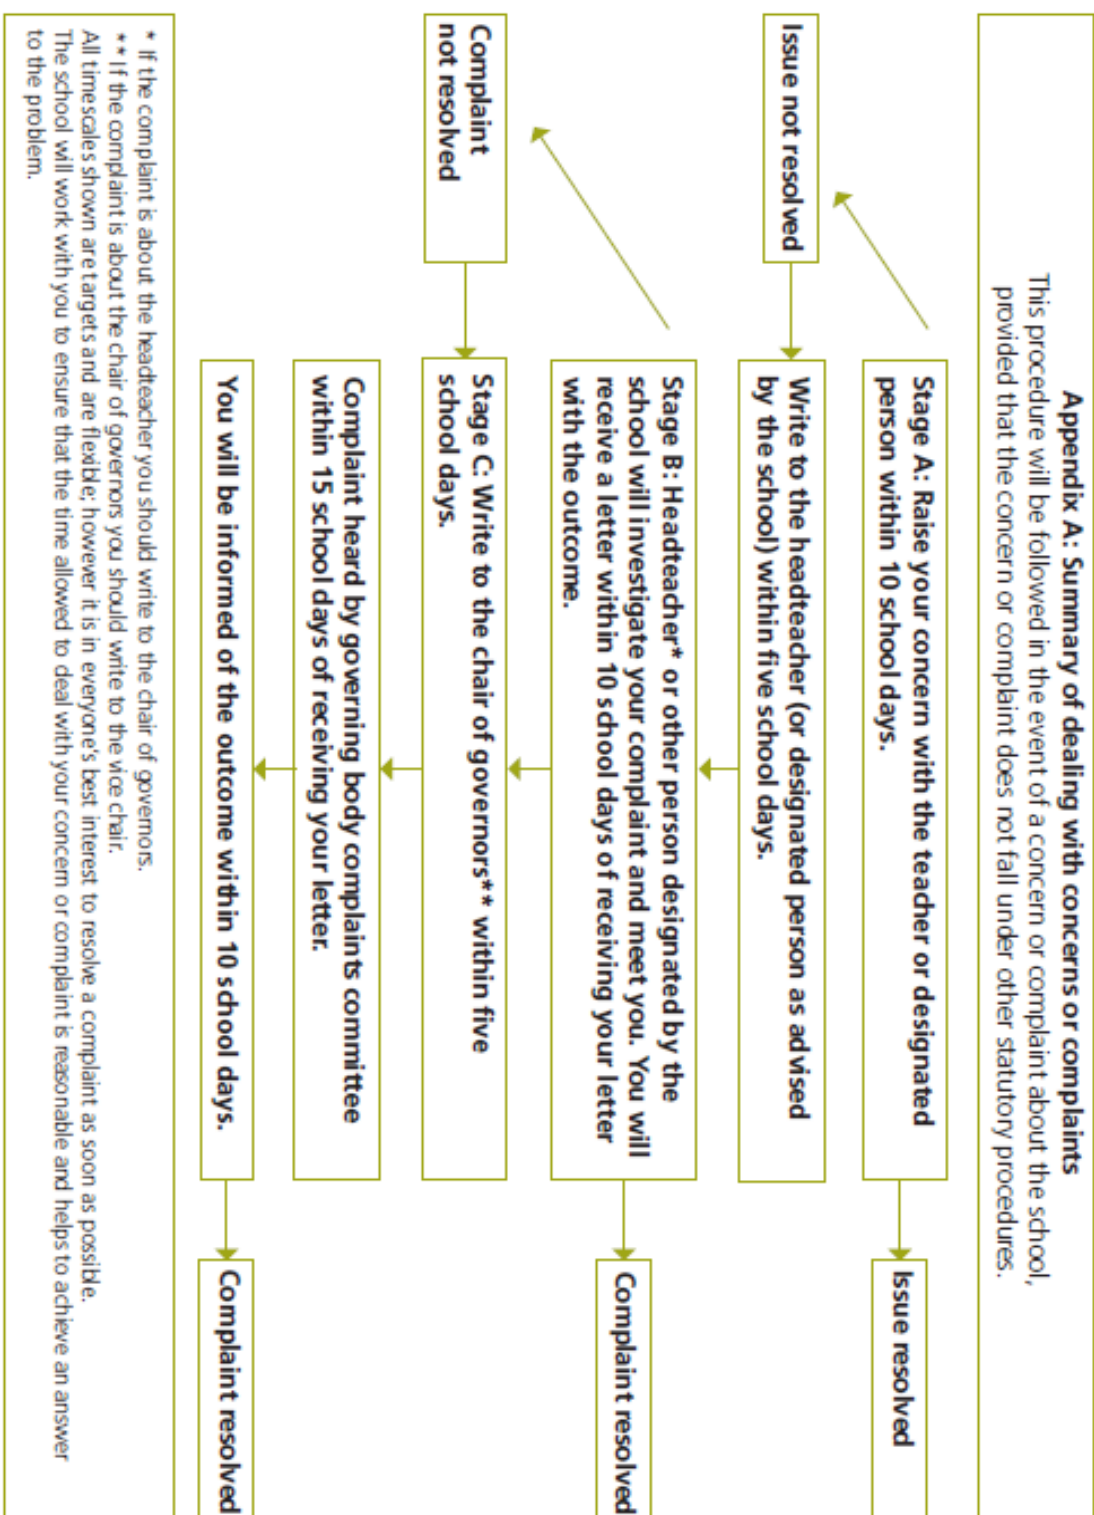 Appendix A: Summary of dealing with concerns or complaints
This procedure will be followed in the event of a concern or complaint about the school,
provided that the concern or complaint does not fall under other statutory procedures.
Stage A: Raise your concern with the teacher or designated
person within 10 school days.
Issue resolved
Issue not resolved
Write to the headteacher (or designated person as advised
by the school) within five school days.
Stage B: Headteacher* or other person designated by the
school will investigate your complaint and meet you. You will
receive a letter within 10 school days of receiving your letter
with the outcome.
Complaint resolved
Complaint
not resolved
Stage C: Write to the chair of governors** within five
school days.
Complaint heard by governing body complaints committee
within 15 school days of receiving your letter.
You will be informed of the outcome within 10 school days.
Complaint resolved
* If the complaint is about the headteacher you should write to the chair of governors.
** If the complaint is about the chair of governors you should write to the vice chair.
All timescales shown are targets and are flexible; however it is in everyone's best interest to resolve a complaint as soon as possible.
The school will work with you to ensure that the time allowed to deal with your concern or complaint is reasonable and helps to achieve an answer
to the problem.